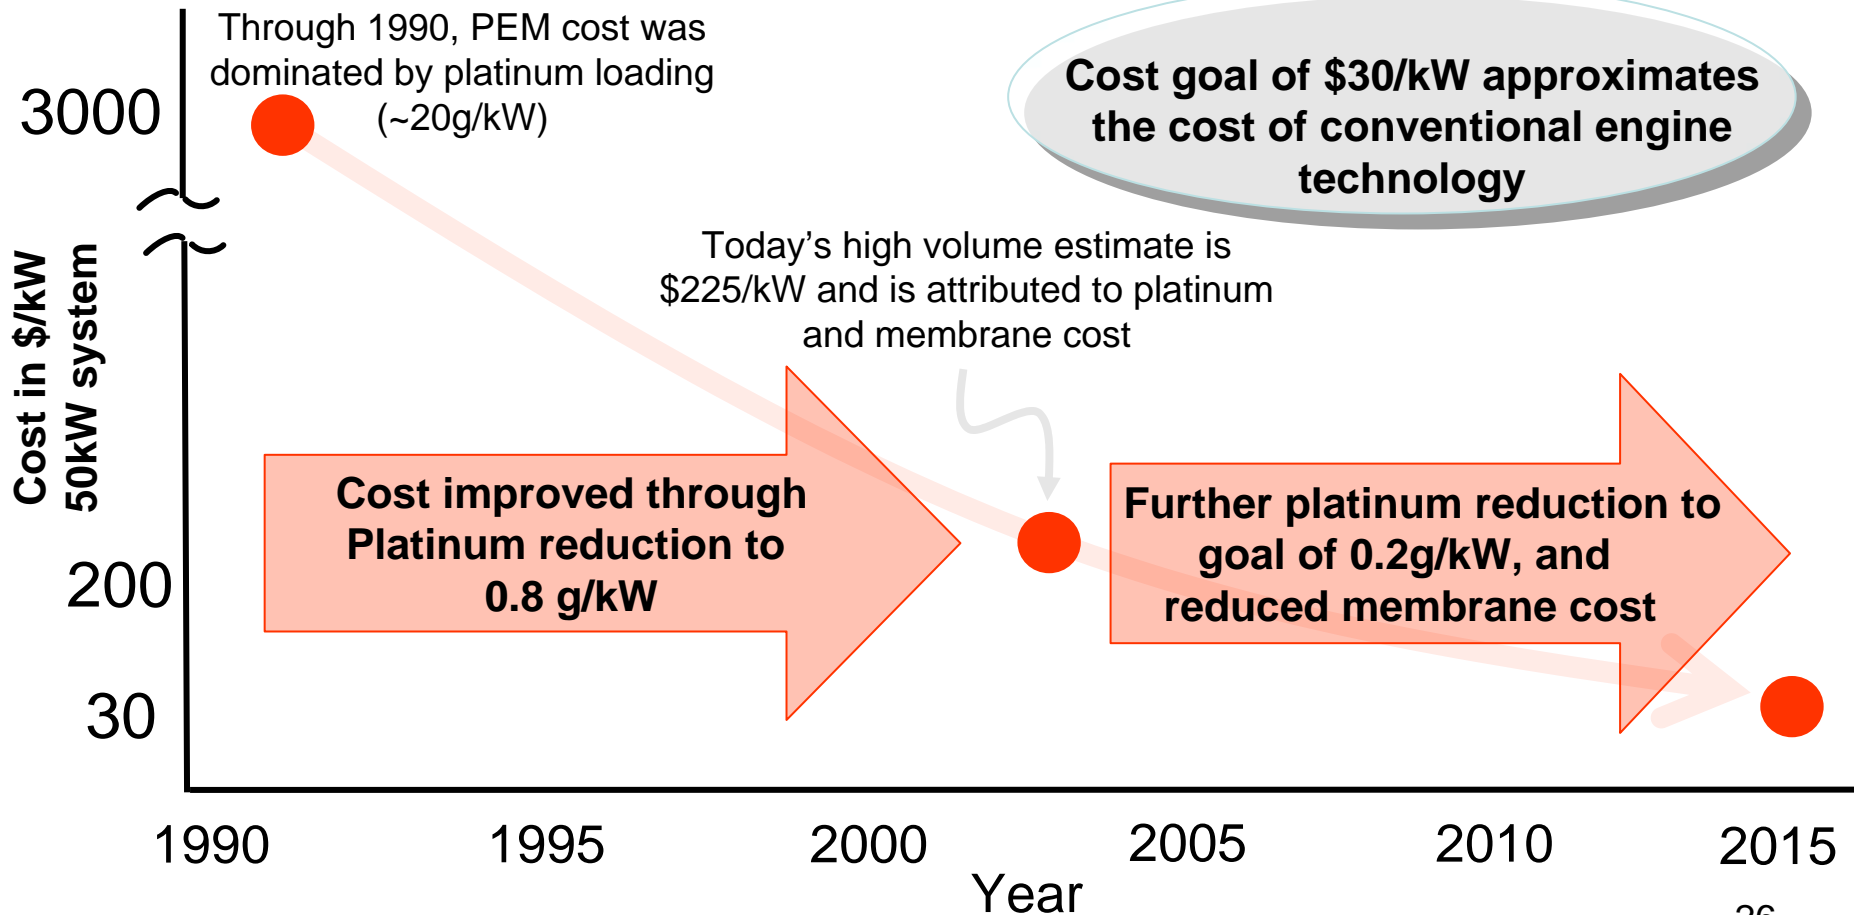 Through 1990, PEM cost was
dominated by platinum loading
(~20g/kW)
Cost goal of $30/kW approximates
the cost of conventional engine
technology
3000
Today’s high volume estimate is
$225/kW and is attributed to platinum
and membrane cost
Cost in $/kW
50kW system
Cost improved through
Platinum reduction to
0.8 g/kW
Further platinum reduction to
goal of 0.2g/kW, and
reduced membrane cost
200
30
1990
1995
2000
2005
2010
2015
Year